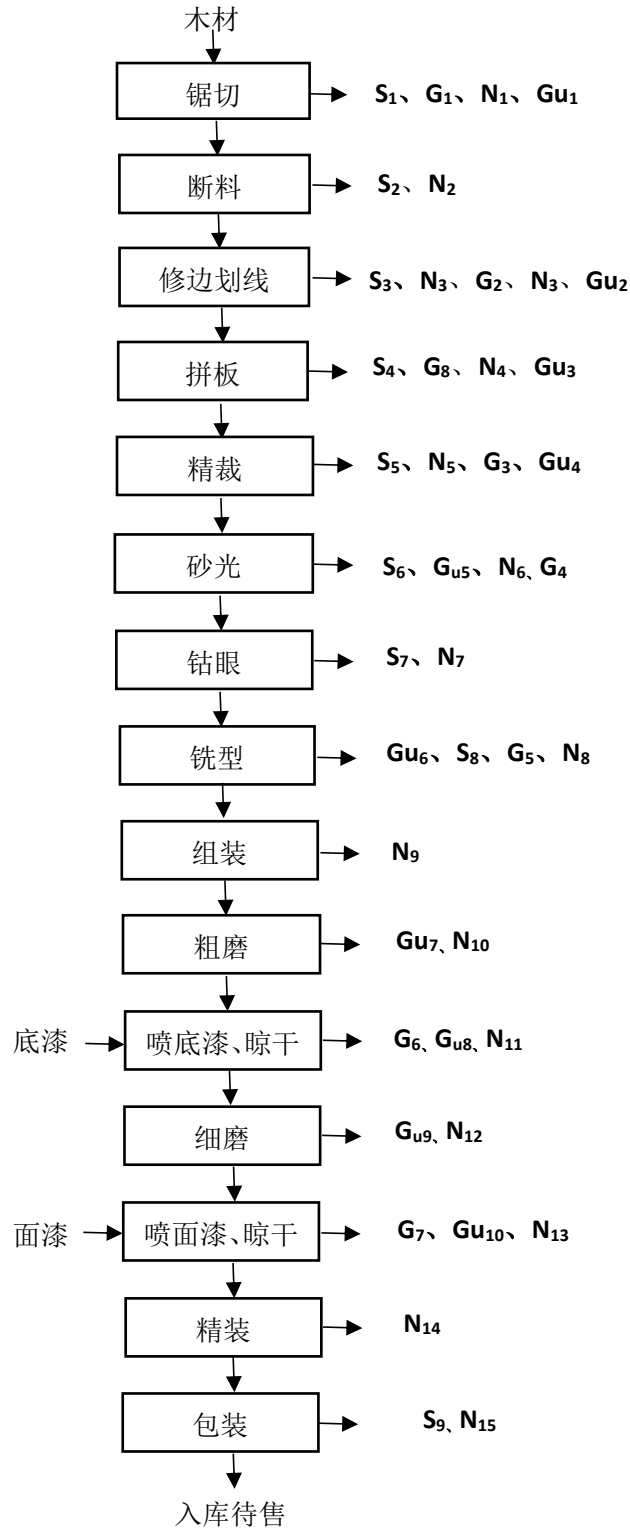 木材
锯切 S₁、G₁、N₁、Gu₁
断料 S₂、N₂
修边划线 S₃、N₃、G₂、N₃、Gu₂
拼板 S₄、G₈、N₄、Gu₃
精裁 S₅、N₅、G₃、Gu₄
砂光 S₆、Gu₅、N₆、G₄
钻眼 S₇、N₇
铣型 Gu₆、S₈、G₅、N₈
组装 N₉
粗磨 Gu₇、N₁₀
底漆 喷底漆、晾干 G₆、Gu₈、N₁₁
细磨 Gu₉、N₁₂
面漆 喷面漆、晾干 G₇、Gu₁₀、N₁₃
精装 N₁₄
包装 S₉、N₁₅
入库待售